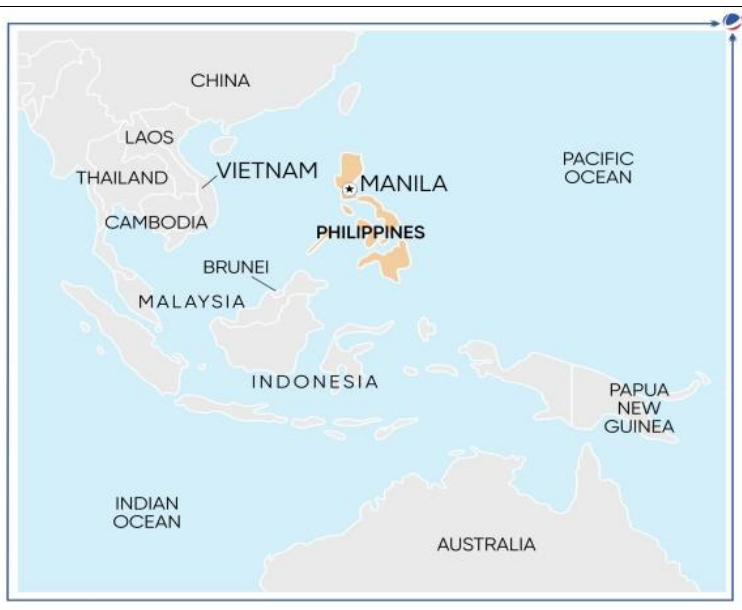 CHINA
LAOS
VIETNAM
PACIFIC
OCEAN
THAILAND
MANILA
CAMBODIA
PHILIPPINES
BRUNEI
MALAYSIA
INDONESIA
PAPUA
NEW
GUINEA
INDIAN
OCEAN
AUSTRALIA